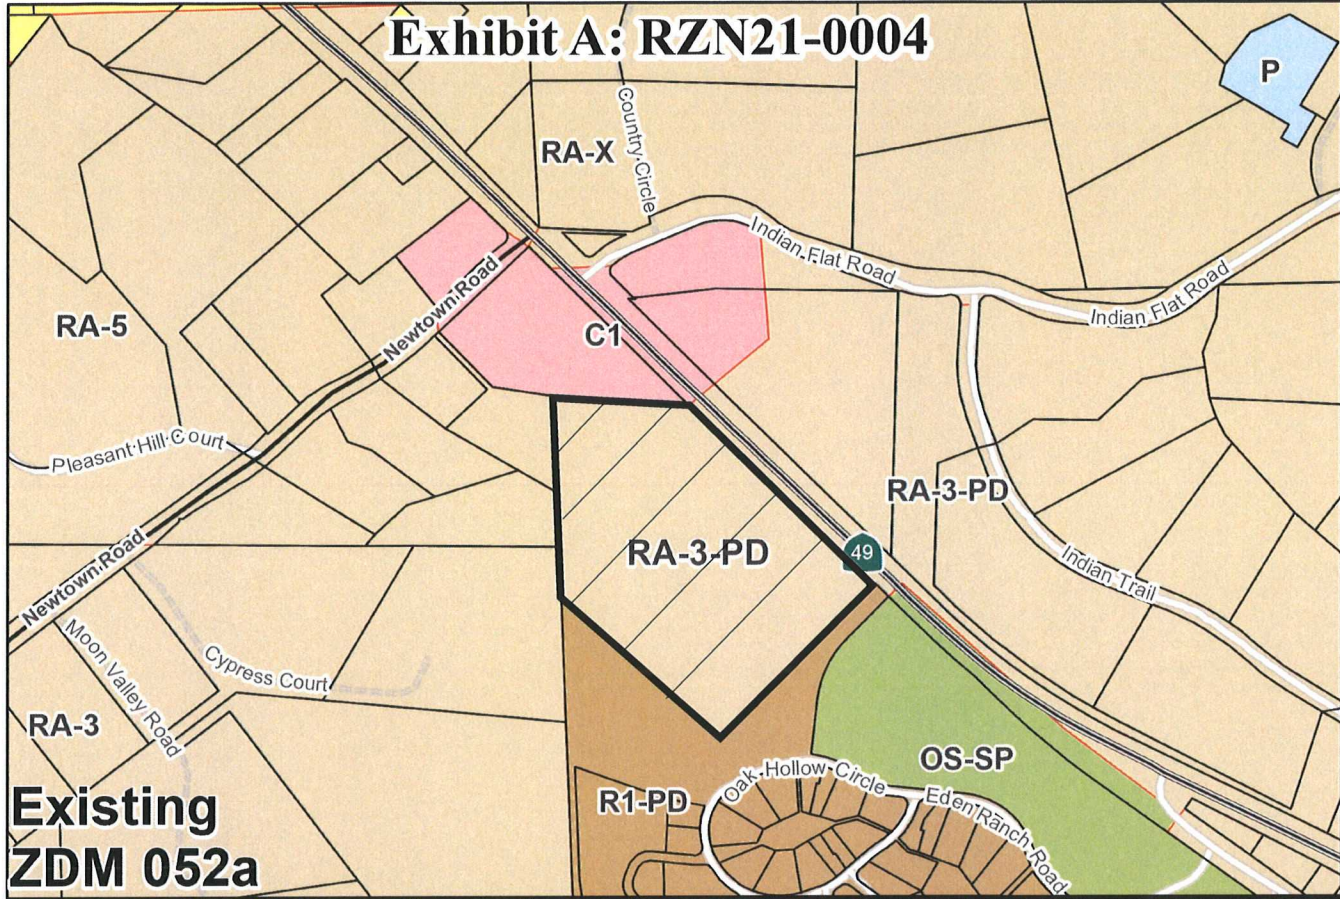 Exhibit A: RZN21-0004
P
RA-X
Country Circle
Indian Flat Road
Indian Flat Road
Newtown Road
RA-5
C1
Pleasant Hill Court
RA-3-PD
RA-3-PD
49
Newtown Road
Indian Trail
Moon Valley Road
Cypress Court
RA-3
OS-SP
Oak Hollow Circle
R1-PD
Eden Ranch Road
Existing
ZDM 052a